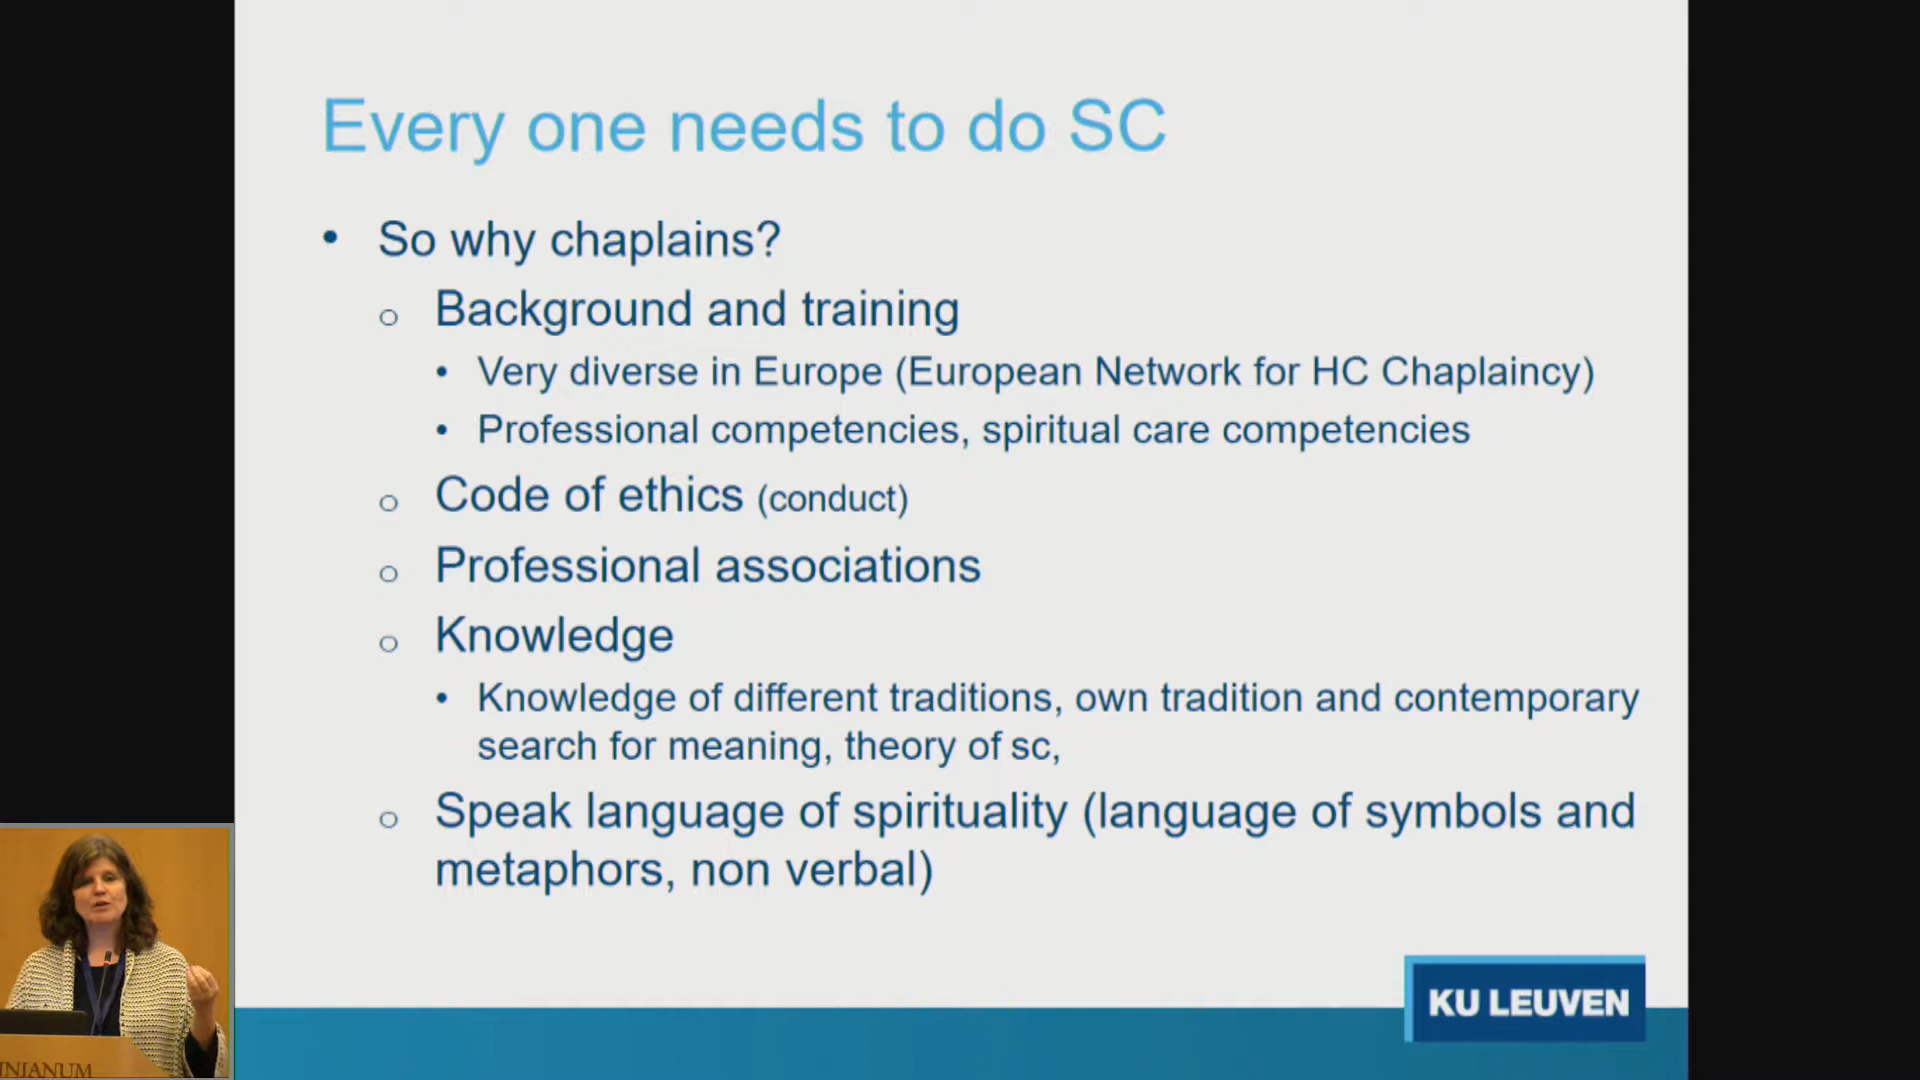 Every one needs to do SC
• So why chaplains?
o Background and training
• Very diverse in Europe (European Network for HC Chaplaincy)
• Professional competencies, spiritual care competencies
o Code of ethics (conduct)
o Professional associations
o Knowledge
• Knowledge of different traditions, own tradition and contemporary
search for meaning, theory of sc,
o Speak language of spirituality (language of symbols and
metaphors, non verbal)
KU LEUVEN
NIANUM